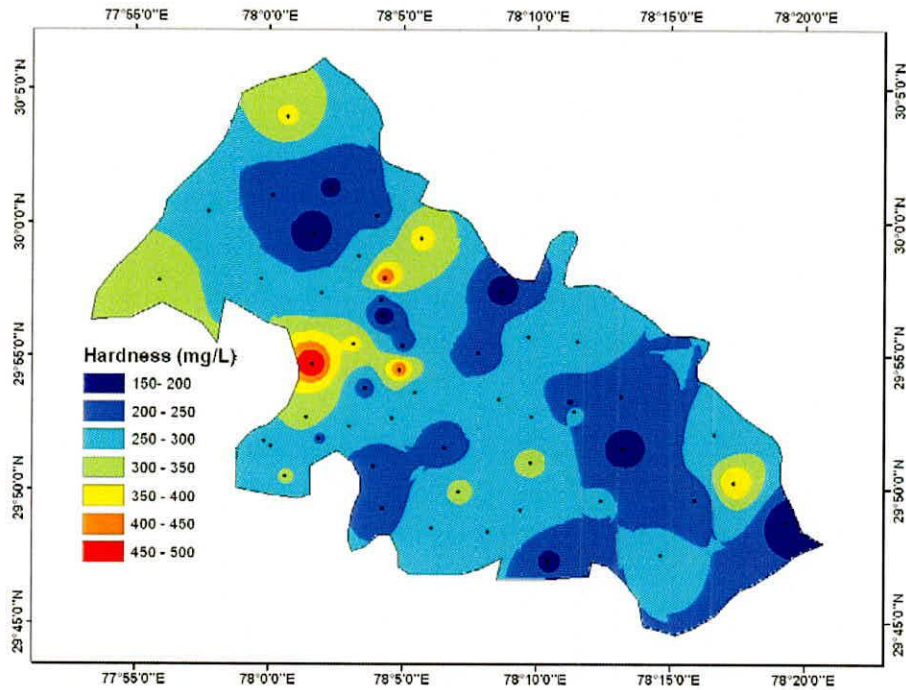 77°55'0"E 78°0'0"E 78°5'0"E 78°10'0"E 78°15'0"E 78°20'0"E
30°5'0"N 30°5'0"N
30°0'0"N 30°0'0"N
29°55'0"N 29°55'0"N
Hardness (mg/L)
150- 200
200 - 250
250 - 300
300 - 350
350 - 400
400 - 450
450 - 500
29°50'0"N 29°50'0"N
29°45'0"N 29°45'0"N
77°55'0"E 78°0'0"E 78°5'0"E 78°10'0"E 78°15'0"E 78°20'0"E